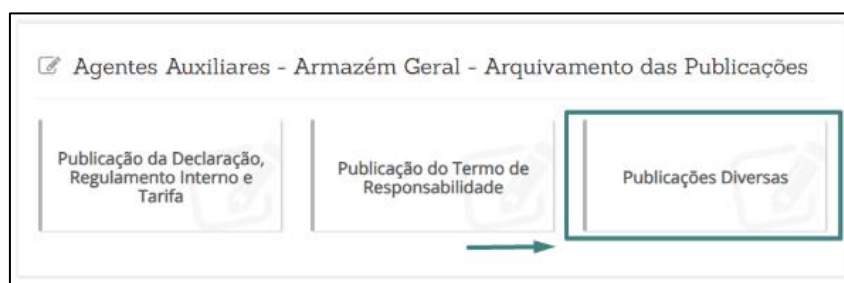 Agentes Auxiliares - Armazém Geral - Arquivamento das Publicações
Publicação da Declaração,
Regulamento Interno e
Tarifa
Publicação do Termo de
Responsabilidade
Publicações Diversas